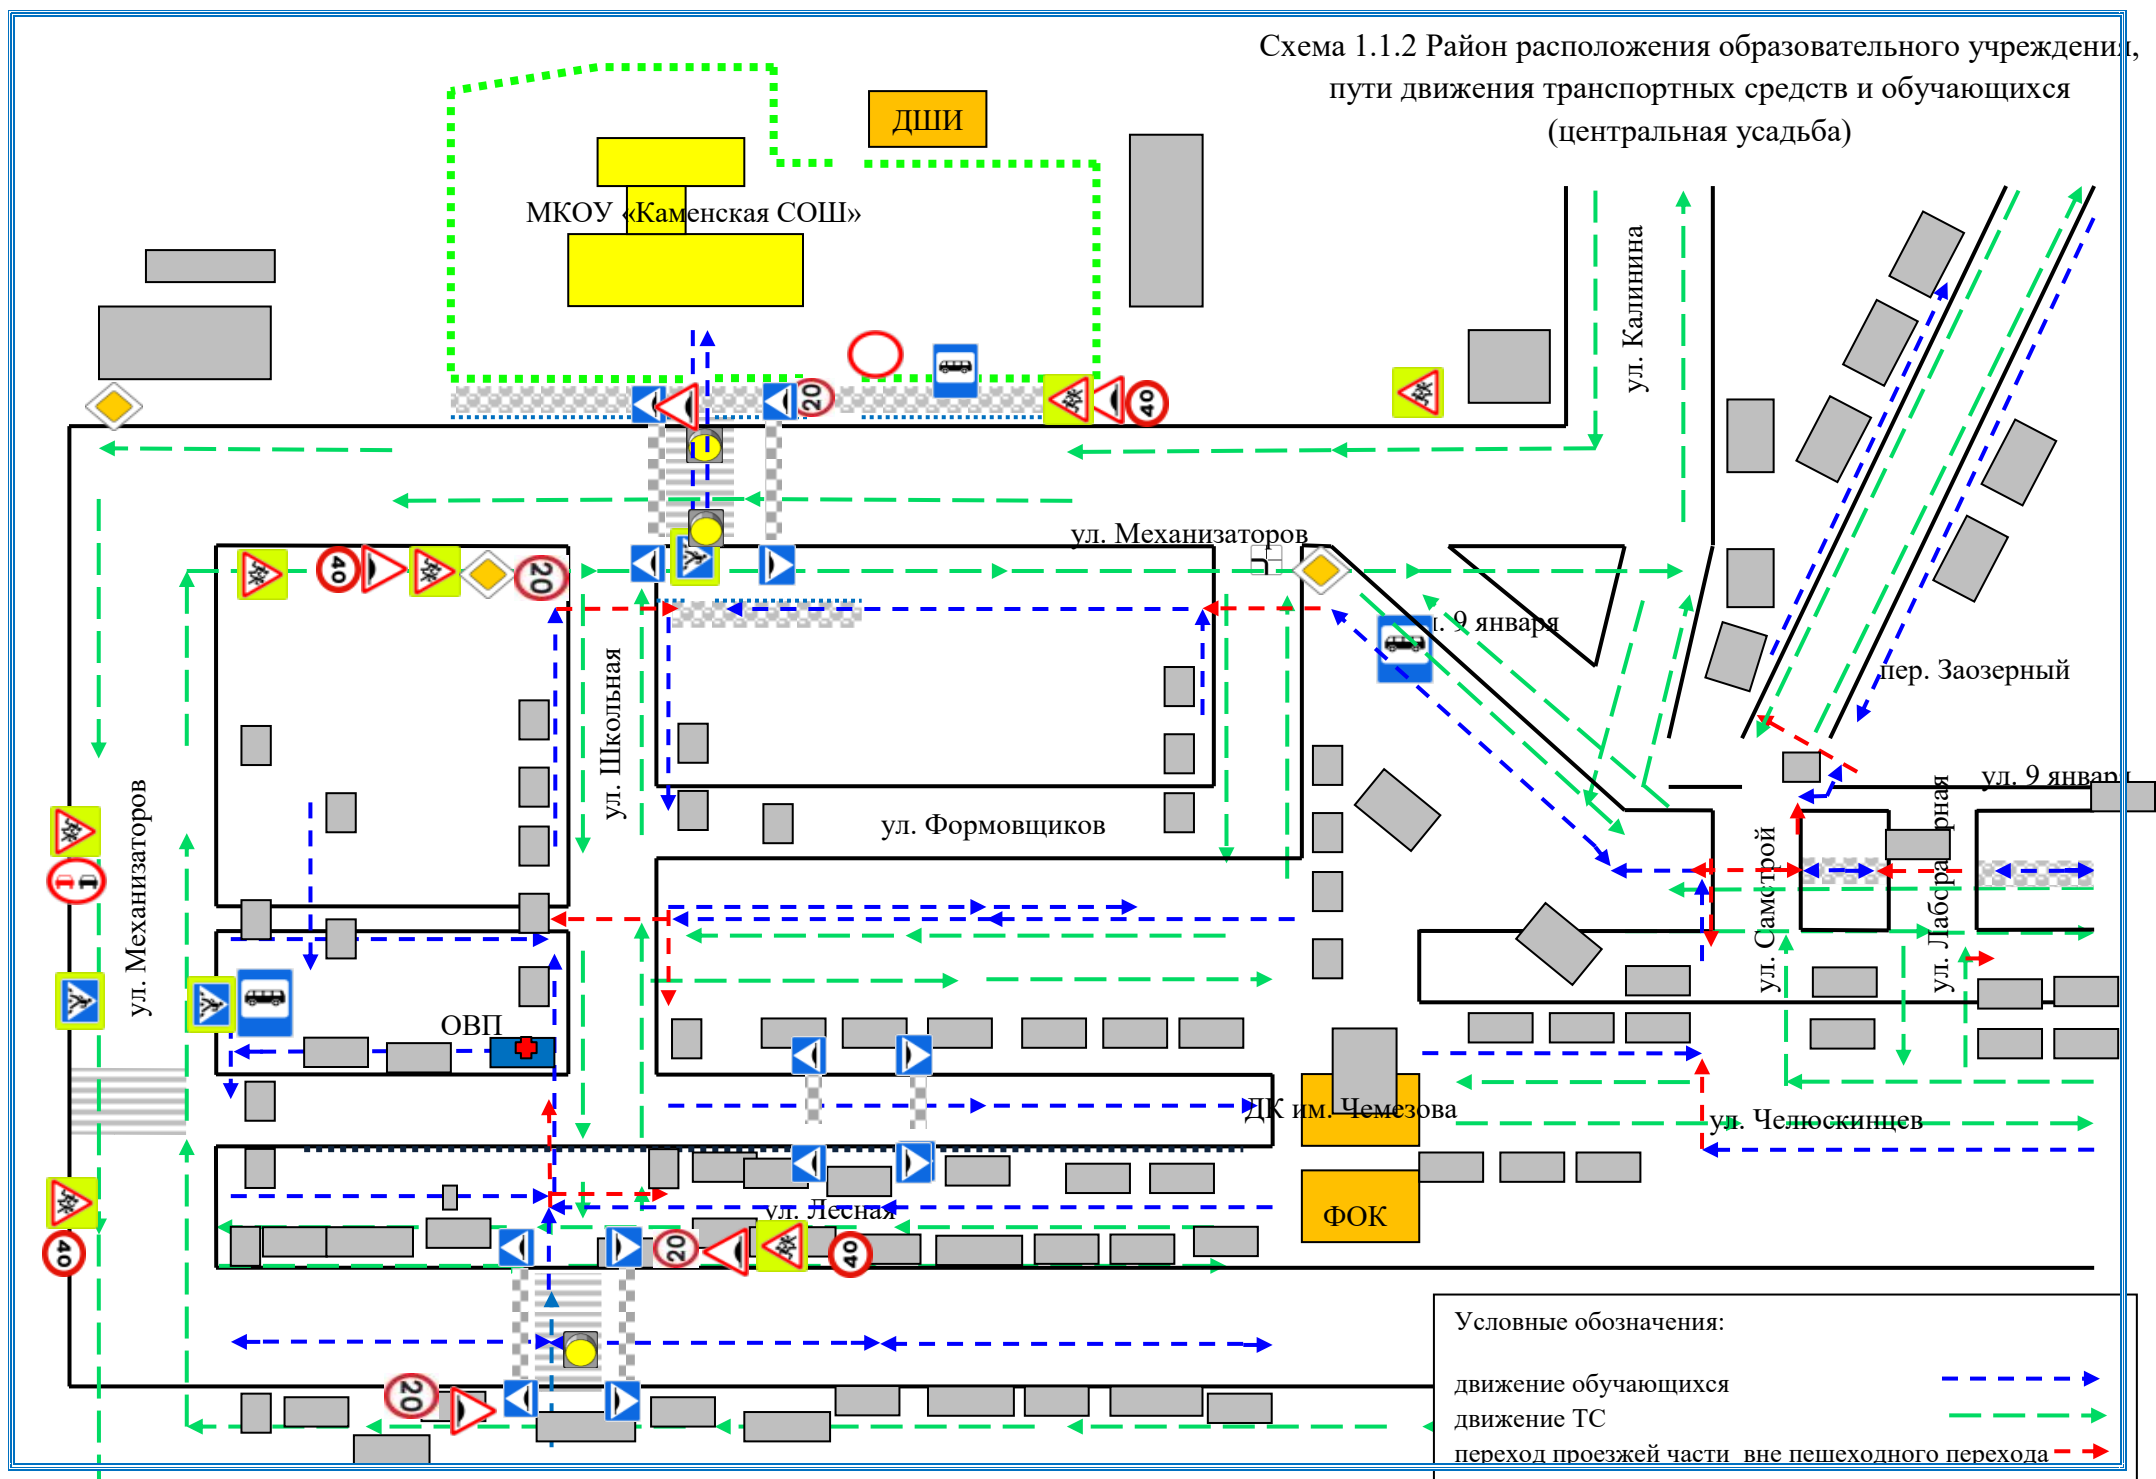 Схема 1.1.2 Район расположения образовательного учреждения,
пути движения транспортных средств и обучающихся
(центральная усадьба)
ДШИ
МКОУ «Каменская СОШ»
ул. Калинина
20
40
ул. Механизаторов
40
20
9 января
ул. Школьная
пер. Заозерный
ул. 9 января
ул. Механизаторов
ул. Формовщиков
ул. Самстрой
ул.
ОВП
ДК им. Чемезова
ул. Челюскинцев
ул. Лесная
ФОК
40
20
40
20
Условные обозначения:
движение обучающихся
движение ТС
переход проезжей части вне пешеходного перехода